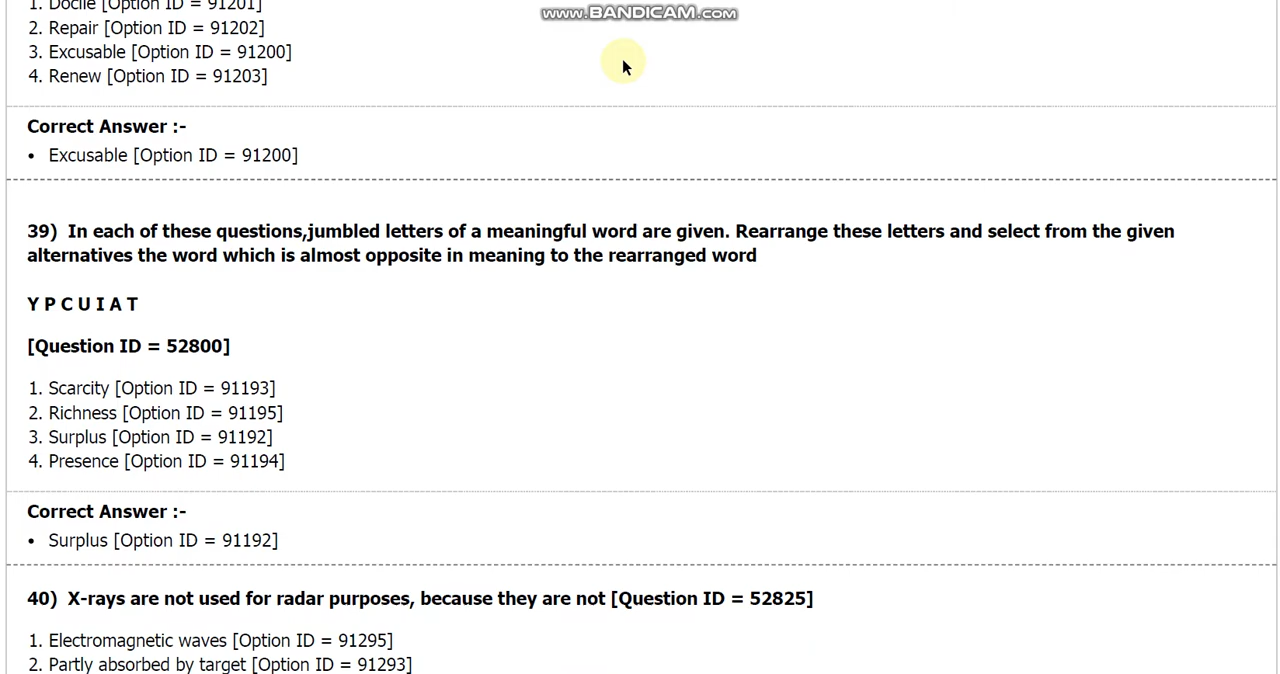 1. Docile [Option ID = 91201]
www.BANDICAM.com
2. Repair [Option ID = 91202]
3. Excusable [Option ID = 91200]
4. Renew [Option ID = 91203]
Correct Answer :-
• Excusable [Option ID = 91200]
39) In each of these questions,jumbled letters of a meaningful word are given. Rearrange these letters and select from the given
alternatives the word which is almost opposite in meaning to the rearranged word
Y P C U I A T
[Question ID = 52800]
1. Scarcity [Option ID = 91193]
2. Richness [Option ID = 91195]
3. Surplus [Option ID = 91192]
4. Presence [Option ID = 91194]
Correct Answer :-
• Surplus [Option ID = 91192]
40) X-rays are not used for radar purposes, because they are not [Question ID = 52825]
1. Electromagnetic waves [Option ID = 91295]
2. Partly absorbed by target [Option ID = 91293]